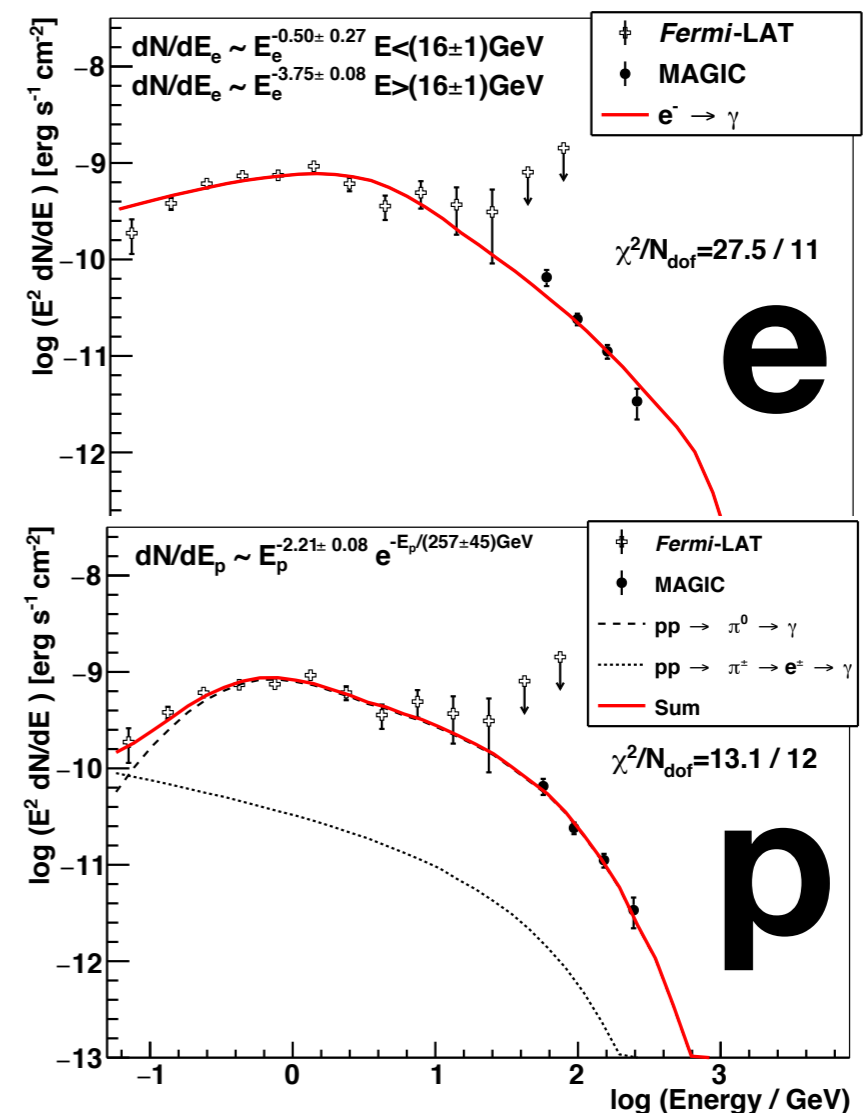 dN/dE_e ~ E_e^-0.50± 0.27 E<(16±1)GeV
dN/dE_e ~ E_e^-3.75± 0.08 E>(16±1)GeV
Fermi-LAT
MAGIC
e⁻ → γ
log (E² dN/dE ) [erg s⁻¹ cm⁻²]
−8
−9
−10
−11
−12
χ²/N_dof=27.5 / 11
e
dN/dE_p ~ E_p^-2.21± 0.08 e^-E_p/(257±45)GeV
Fermi-LAT
MAGIC
pp → π⁰ → γ
pp → π^± → e^± → γ
Sum
log (E² dN/dE ) [erg s⁻¹ cm⁻²]
−8
−9
−10
−11
−12
−13
χ²/N_dof=13.1 / 12
p
−1 0 1 2 3
log (Energy / GeV)